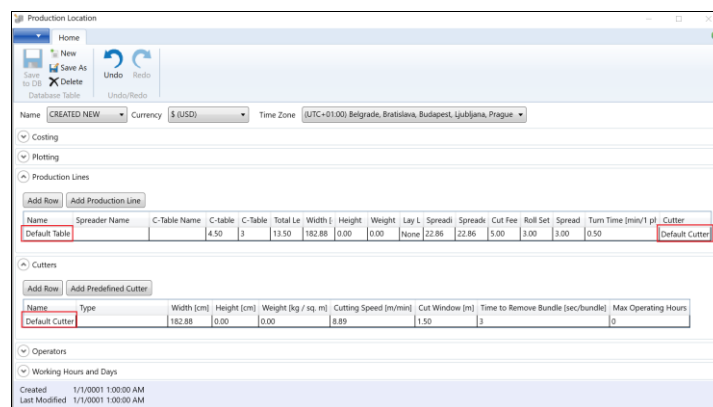 Production Location
Home
New
Save As
Delete
Save to DB
Undo
Redo
Database Table
Undo/Redo
Name CREATED NEW Currency $ (USD) Time Zone (UTC+01:00) Belgrade, Bratislava, Budapest, Ljubljana, Prague
Costing
Plotting
Production Lines
Add Row Add Production Line
Name Spreader Name C-Table Name C-table C-Table Total Le Width [ Height Weight Lay L Spreadi Spreade Cut Fee Roll Set Spread Turn Time [min/1 pl Cutter
Default Table 4.50 3 13.50 182.88 0.00 0.00 None 22.86 22.86 5.00 3.00 3.00 0.50 Default Cutter
Cutters
Add Row Add Predefined Cutter
Name Type Width [cm] Height [cm] Weight [kg / sq. m] Cutting Speed [m/min] Cut Window [m] Time to Remove Bundle [sec/bundle] Max Operating Hours
Default Cutter 182.88 0.00 0.00 8.89 1.50 3 0
Operators
Working Hours and Days
Created 1/1/0001 1:00:00 AM
Last Modified 1/1/0001 1:00:00 AM